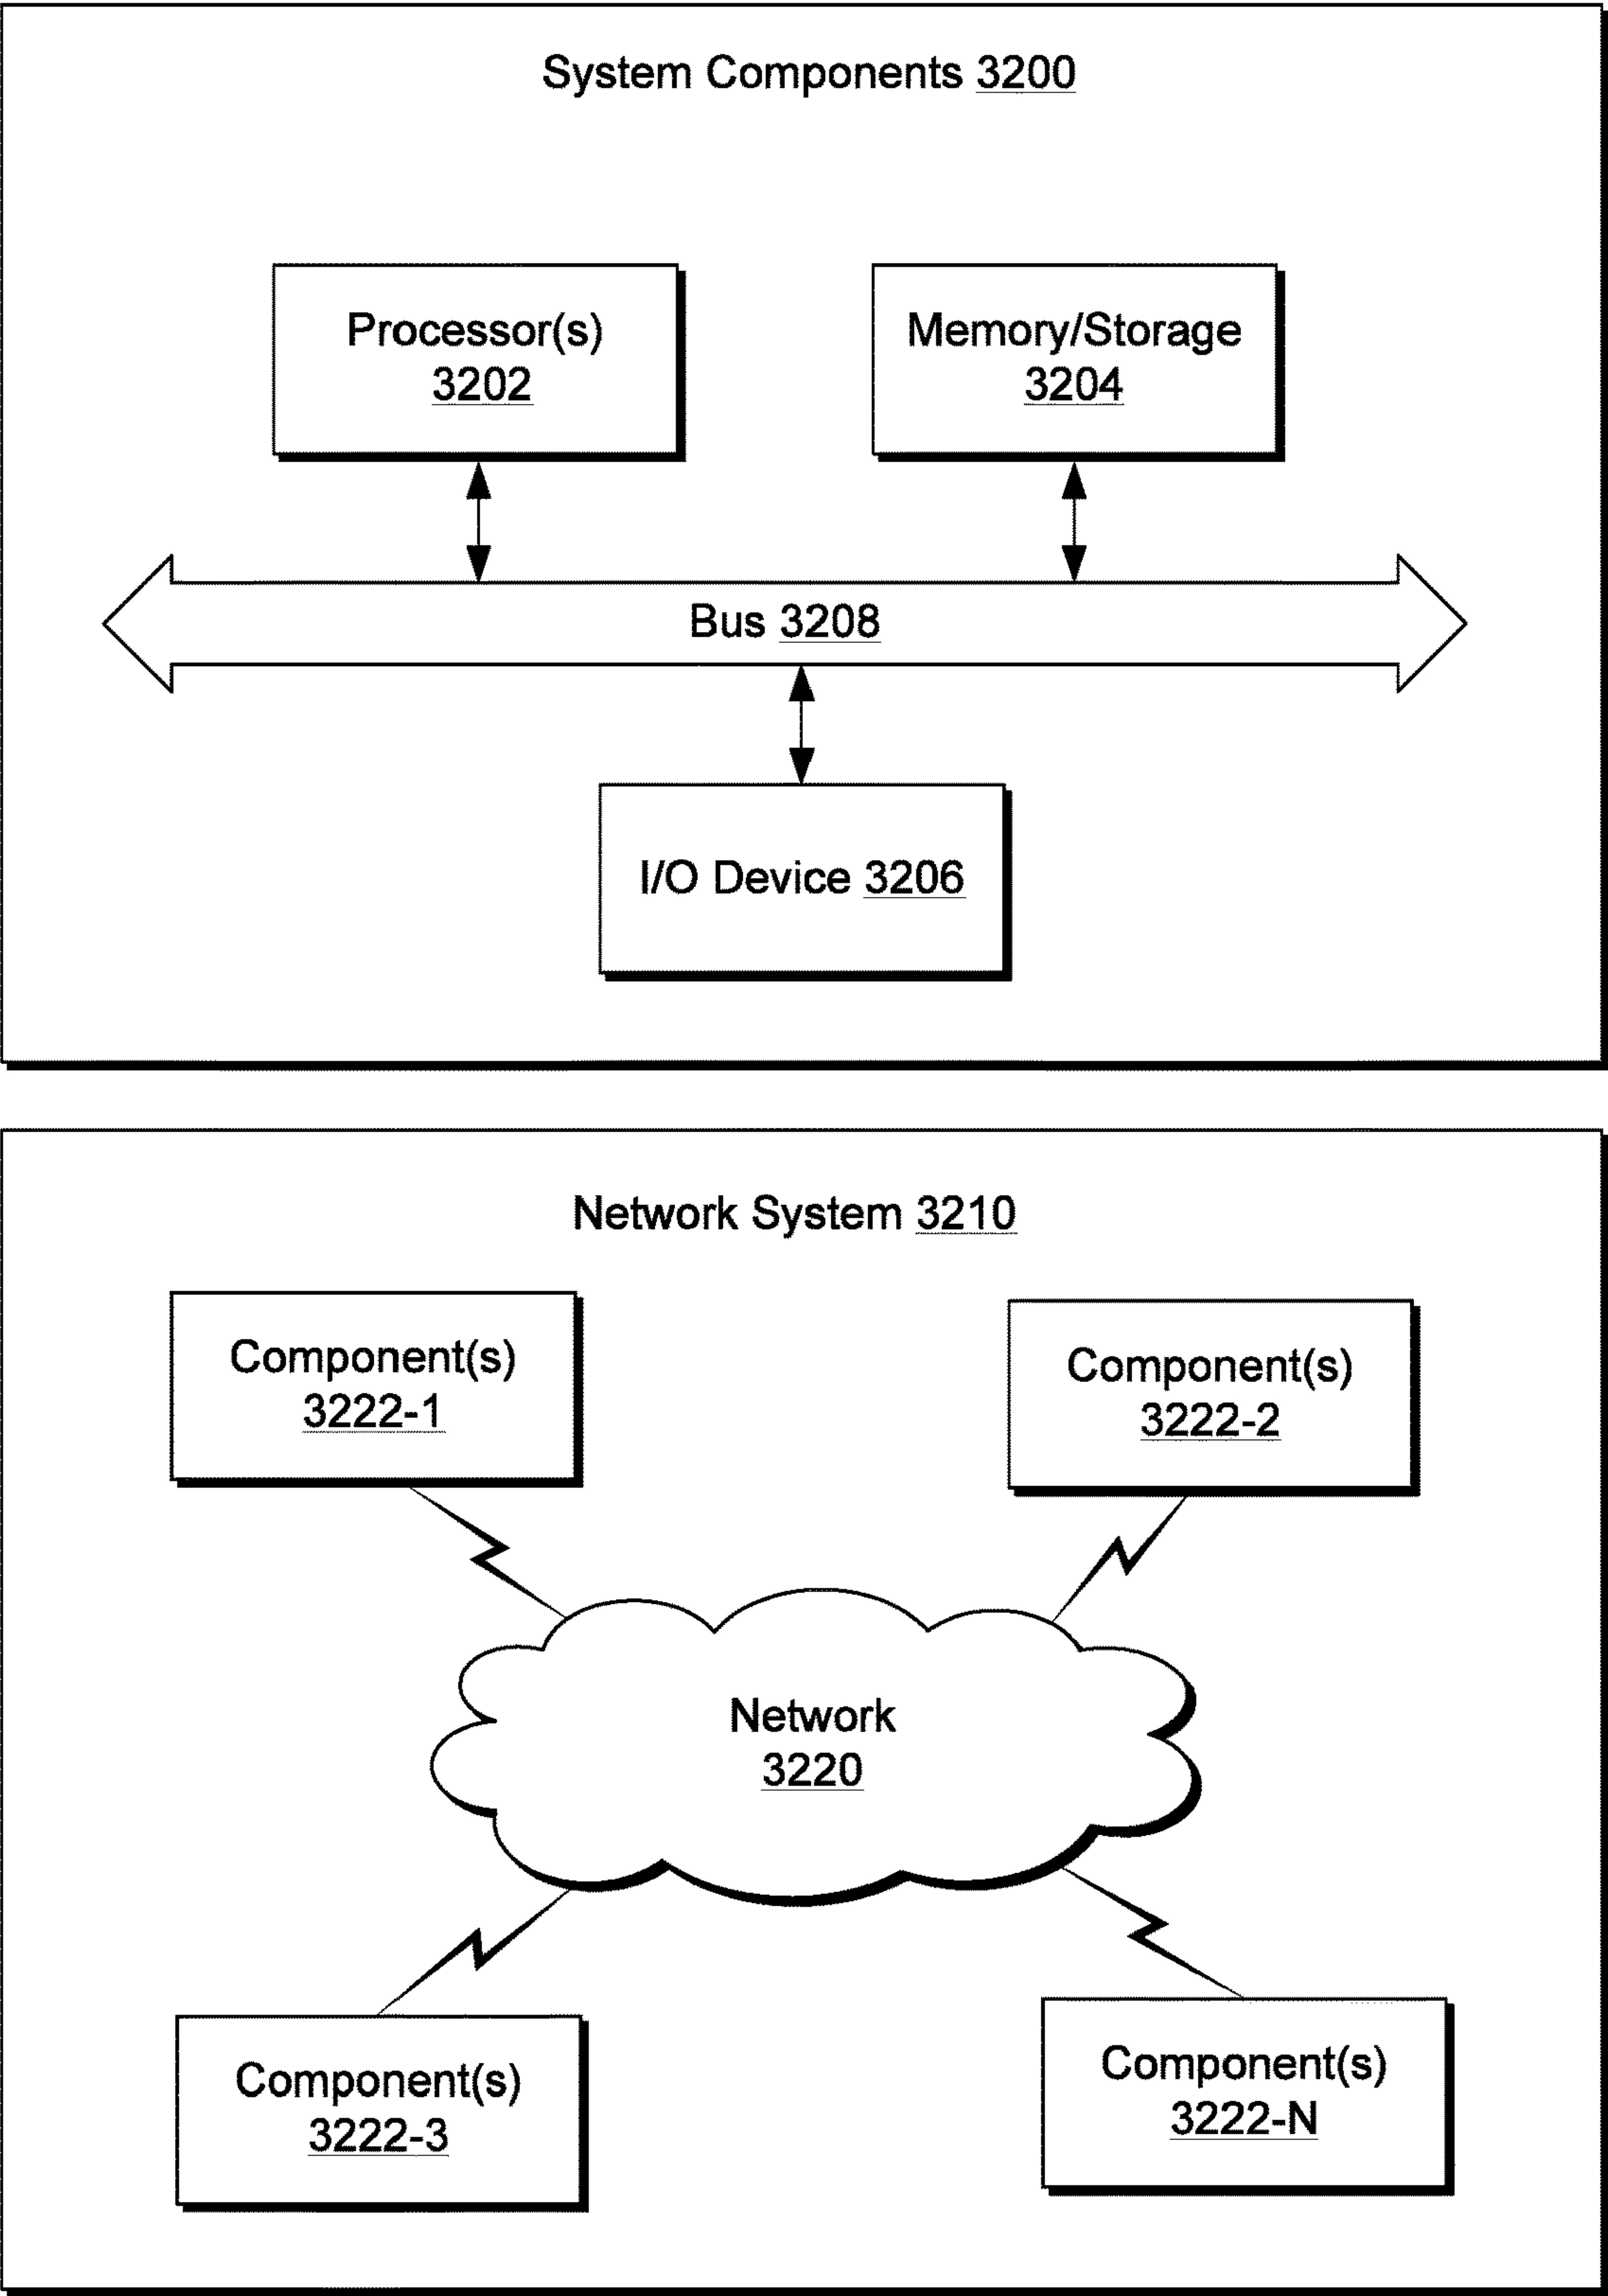 System Components 3200
Processor(s)
3202
Memory/Storage
3204
Bus 3208
I/O Device 3206
Network System 3210
Component(s)
3222-1
Component(s)
3222-2
Network
3220
Component(s)
3222-3
Component(s)
3222-N